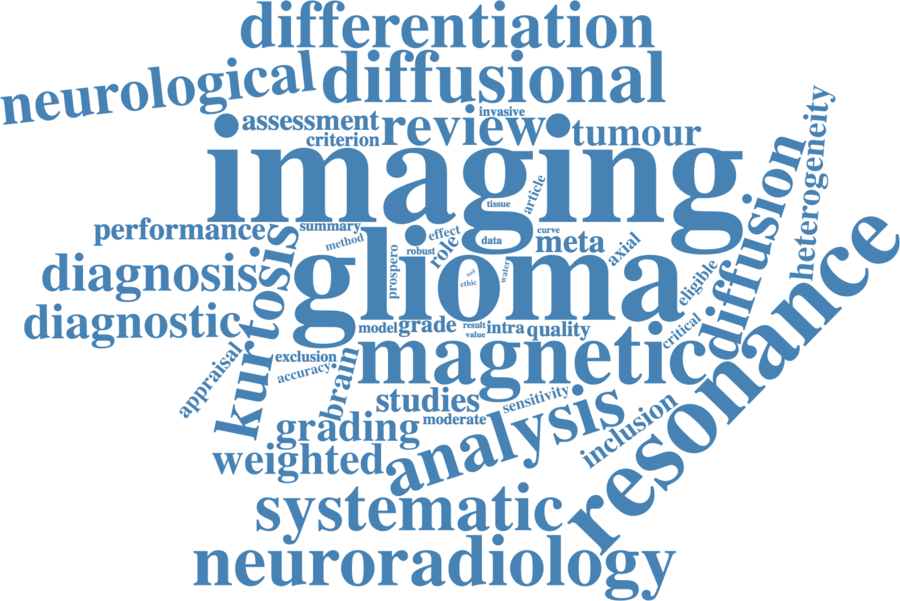 differentiation
neurological
diffusional
invasive
assessment
review
tumour
criterion
imaging
heterogeneity
article
tissue
diffusion
performance
summary
method
effect
role
robust
data
curve
meta
axial
kurtosis
glioma
prospero
tool
ethic
water
diagnosis
eligible
resonance
diagnostic
model
grade
result
value
intra
quality
critical
magnetic
appraisal
exclusion
accuracy
brain
studies
sensitivity
moderate
analysis
inclusion
grading
weighted
systematic
neuroradiology